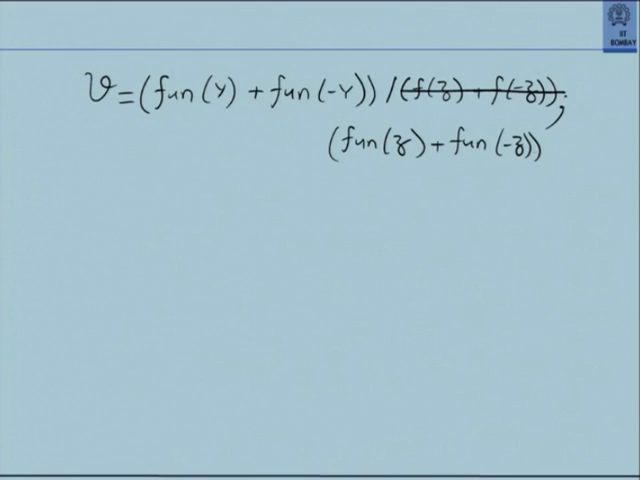 IIT
BOMBAY
v = (fun(y) + fun(-y)) / (f(z) + f(-z)).
(fun(z) + fun(-z))